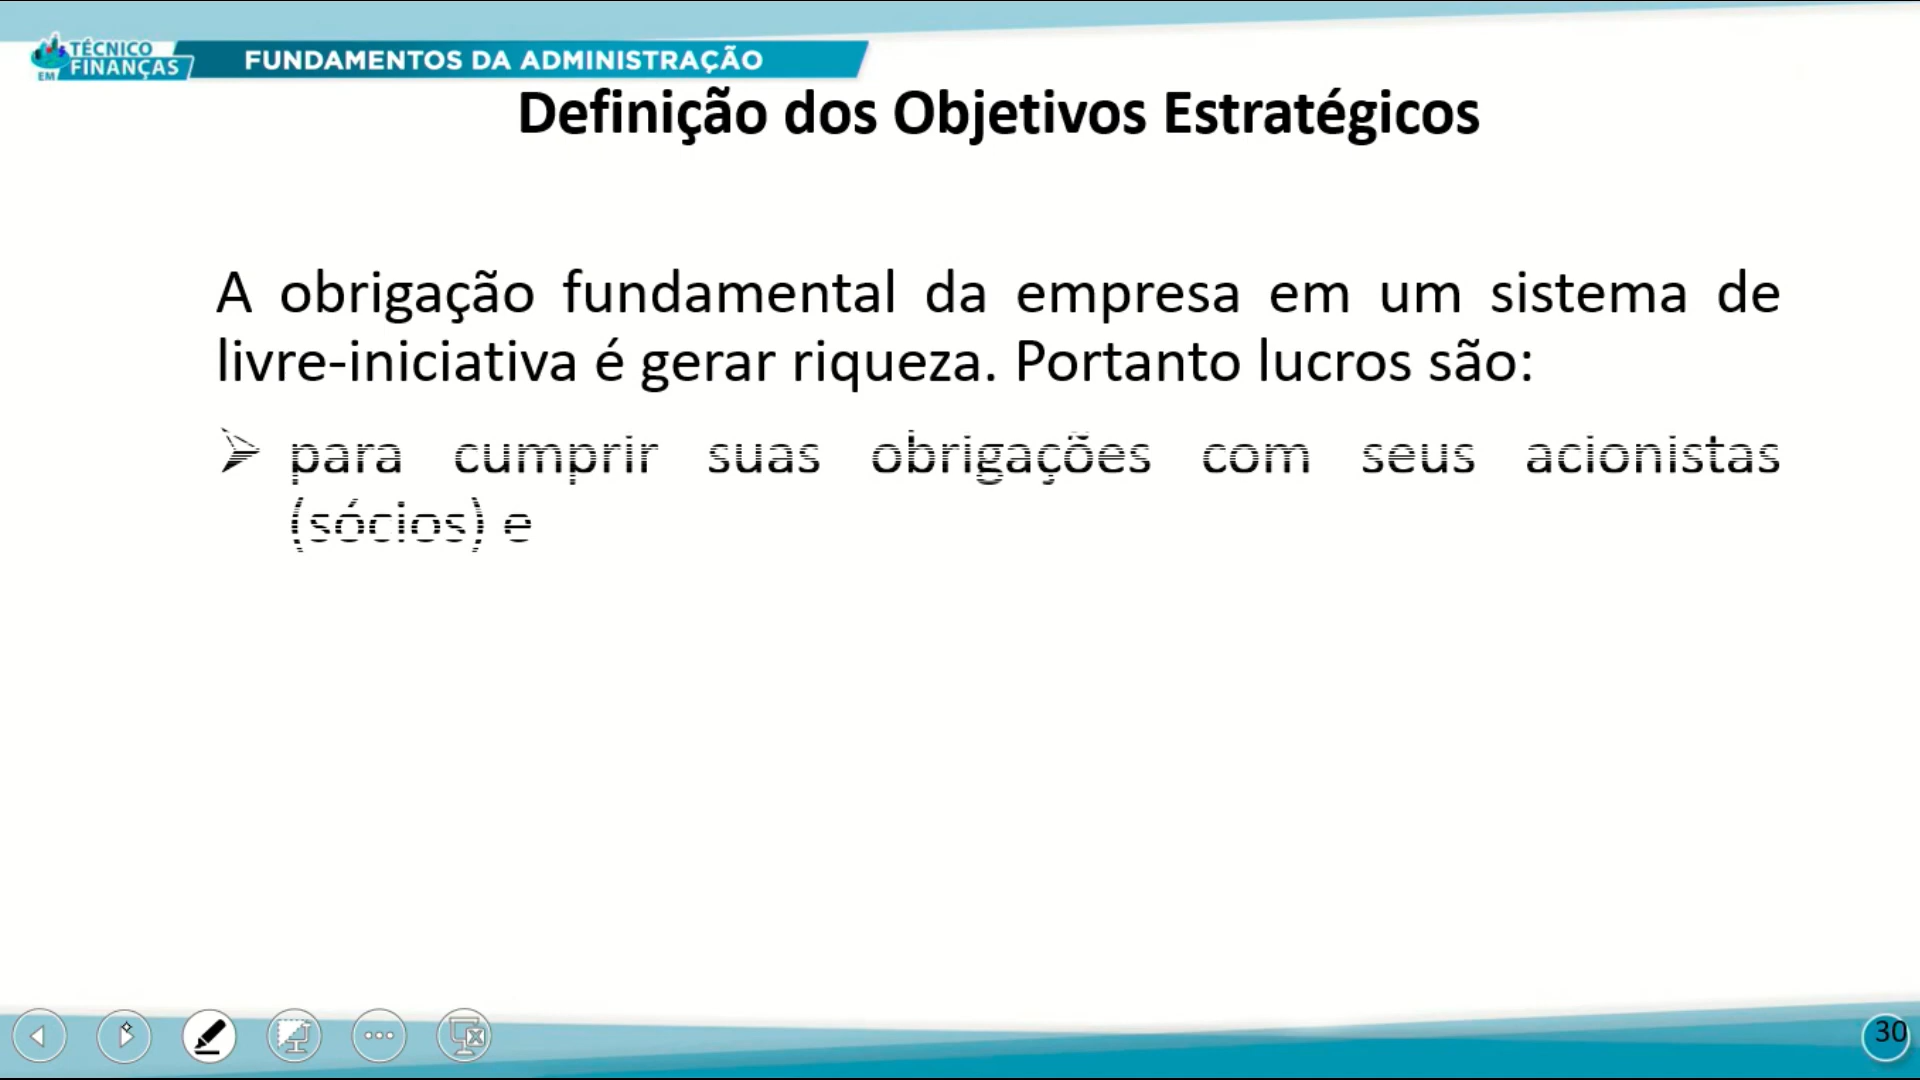 TÉCNICO
EM FINANÇAS
FUNDAMENTOS DA ADMINISTRAÇÃO
Definição dos Objetivos Estratégicos
A obrigação fundamental da empresa em um sistema de
livre-iniciativa é gerar riqueza. Portanto lucros são:
para cumprir suas obrigações com seus acionistas
(sócios) e
30